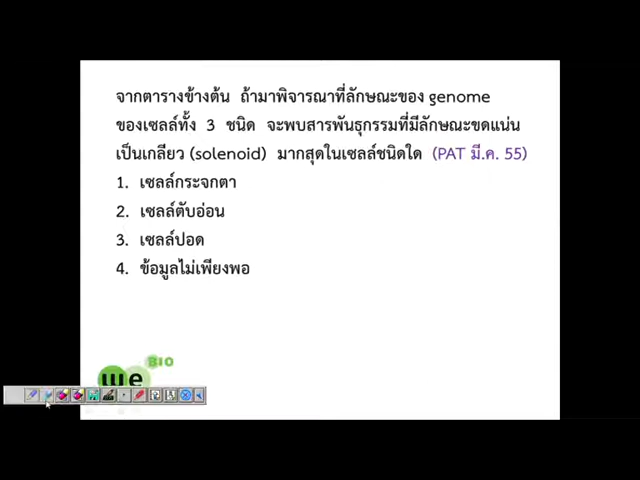 จากตารางข้างต้น ถ้ามาพิจารณาที่ลักษณะของ genome
ของเซลล์ทั้ง 3 ชนิด จะพบสารพันธุกรรมที่มีลักษณะขดแน่น
เป็นเกลียว (solenoid) มากสุดในเซลล์ชนิดใด (PAT มี.ค. 55)
1. เซลล์กระจกตา
2. เซลล์ตับอ่อน
3. เซลล์ปอด
4. ข้อมูลไม่เพียงพอ
BIO
we